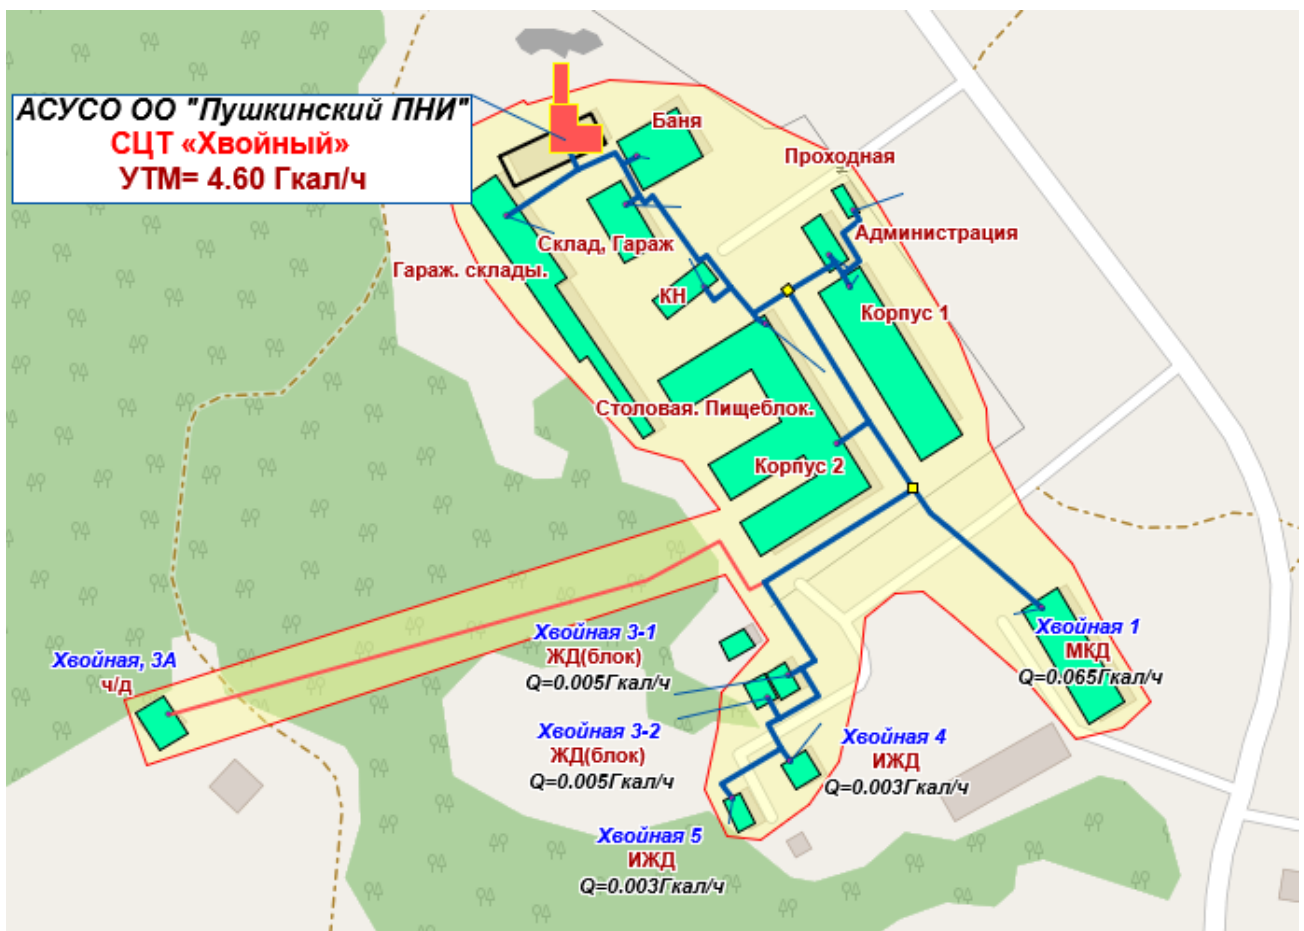 АСУСО ОО "Пушкинский ПНИ"
СЦТ «Хвойный»
УТМ= 4.60 Гкал/ч
Баня
Проходная
Администрация
Склад, Гараж
Гараж. склады.
КН
Корпус 1
Столовая. Пищеблок.
Корпус 2
Хвойная, 3А
ч/д
Хвойная 3-1
ЖД(блок)
Q=0.005Гкал/ч
Хвойная 1
МКД
Q=0.065Гкал/ч
Хвойная 3-2
ЖД(блок)
Q=0.005Гкал/ч
Хвойная 4
ИЖД
Q=0.003Гкал/ч
Хвойная 5
ИЖД
Q=0.003Гкал/ч